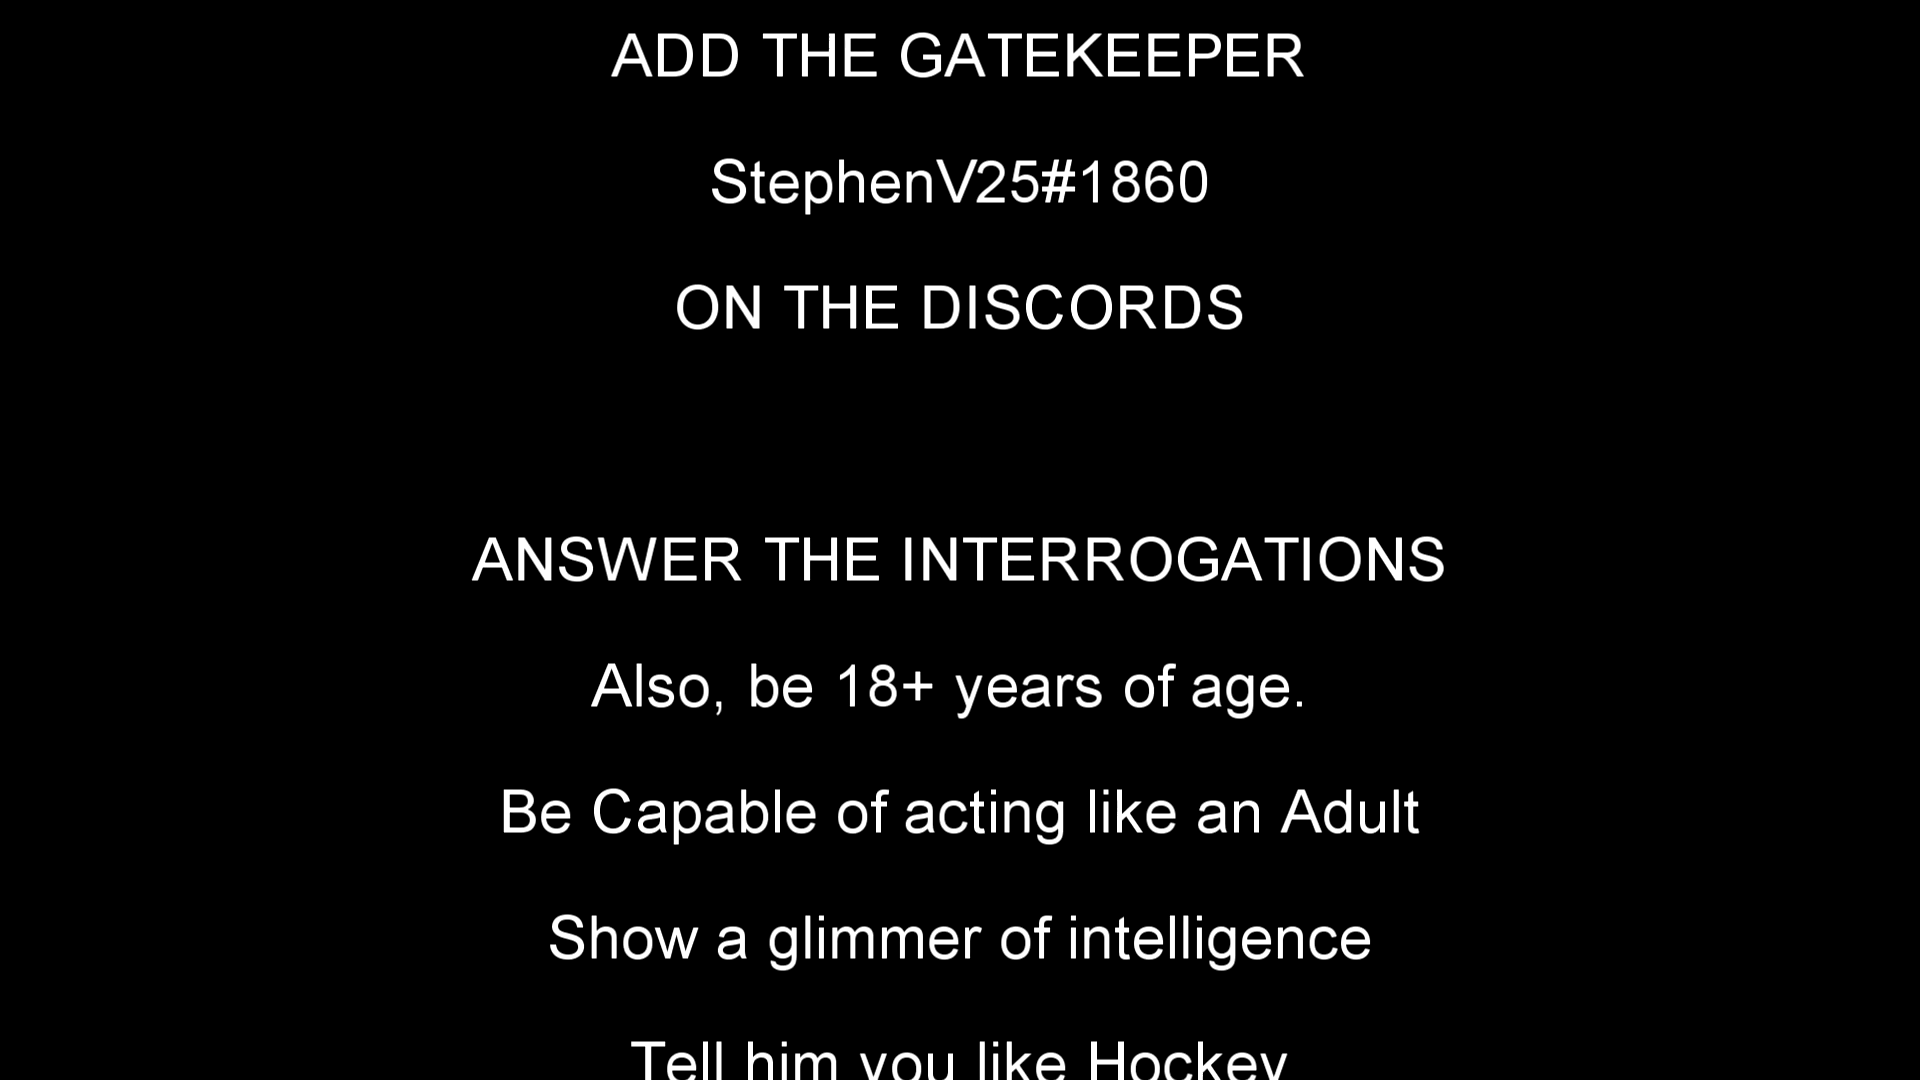 ADD THE GATEKEEPER
StephenV25#1860
ON THE DISCORDS
ANSWER THE INTERROGATIONS
Also, be 18+ years of age.
Be Capable of acting like an Adult
Show a glimmer of intelligence
Tell him you like Hockey